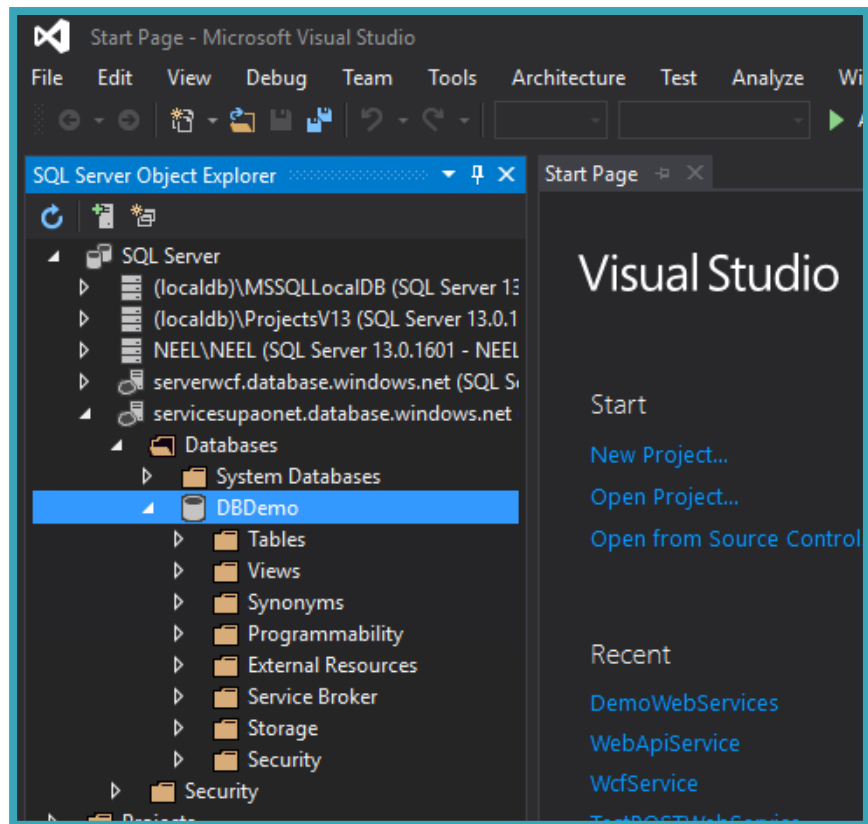 Start Page - Microsoft Visual Studio
File Edit View Debug Team Tools Architecture Test Analyze Wi
SQL Server Object Explorer
Start Page
SQL Server
(localdb)\MSSQLLocalDB (SQL Server 13
(localdb)\ProjectsV13 (SQL Server 13.0.1
NEEL\NEEL (SQL Server 13.0.1601 - NEEL
serverwcf.database.windows.net (SQL Se
servicesupaonet.database.windows.net
Databases
System Databases
DBDemo
Tables
Views
Synonyms
Programmability
External Resources
Service Broker
Storage
Security
Security
Projects
Visual Studio
Start
New Project...
Open Project...
Open from Source Control
Recent
DemoWebServices
WebApiService
WcfService
TestPOSTWebService